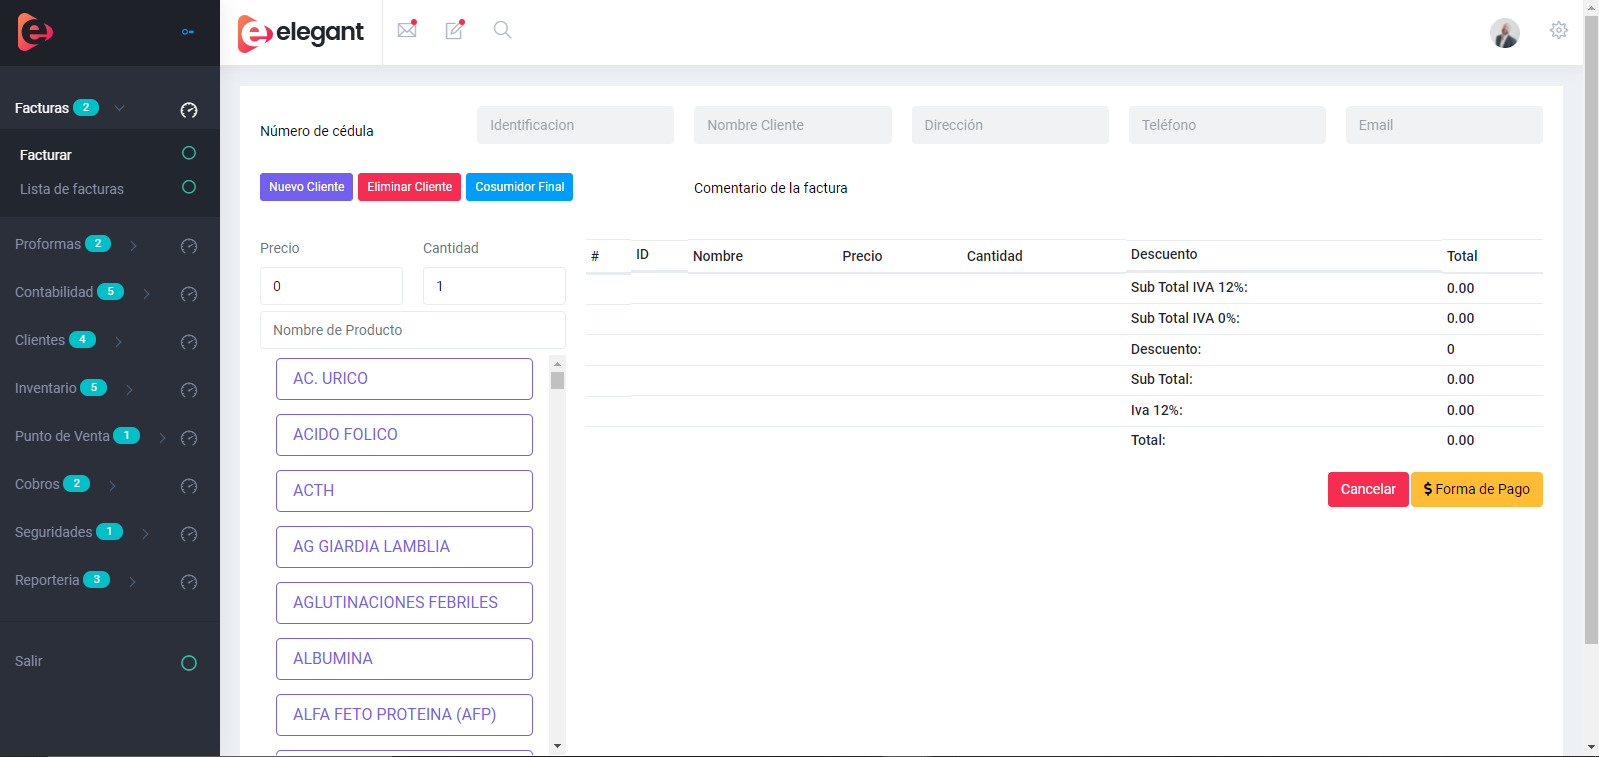 elegant
Facturas 2
Facturar
Lista de facturas
Proformas 2
Contabilidad 5
Clientes 4
Inventario 5
Punto de Venta 1
Cobros 2
Seguridades 1
Reporteria 3
Salir
Número de cédula
Identificacion
Nombre Cliente
Dirección
Teléfono
Email
Nuevo Cliente
Eliminar Cliente
Cosumidor Final
Comentario de la factura
Precio
Cantidad
0
1
Nombre de Producto
AC. URICO
ACIDO FOLICO
ACTH
AG GIARDIA LAMBLIA
AGLUTINACIONES FEBRILES
ALBUMINA
ALFA FETO PROTEINA (AFP)
# ID Nombre Precio Cantidad Descuento Total
Sub Total IVA 12%: 0.00
Sub Total IVA 0%: 0.00
Descuento: 0
Sub Total: 0.00
Iva 12%: 0.00
Total: 0.00
Cancelar
$ Forma de Pago